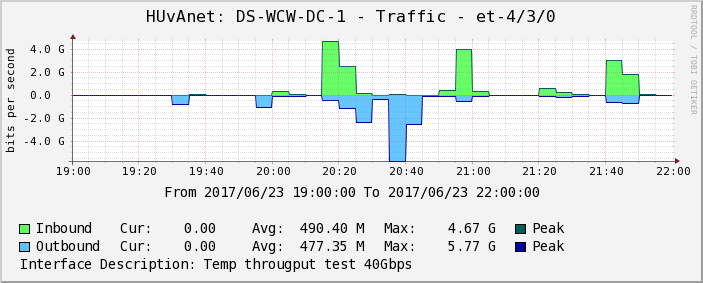 HUvAnet: DS-WCW-DC-1 - Traffic - et-4/3/0
RRDTOOL / TOBI OETIKER
bits per second
4.0 G
2.0 G
0.0
-2.0 G
-4.0 G
19:00 19:20 19:40 20:00 20:20 20:40 21:00 21:20 21:40 22:00
From 2017/06/23 19:00:00 To 2017/06/23 22:00:00
Inbound Cur: 0.00 Avg: 490.40 M Max: 4.67 G Peak
Outbound Cur: 0.00 Avg: 477.35 M Max: 5.77 G Peak
Interface Description: Temp througput test 40Gbps